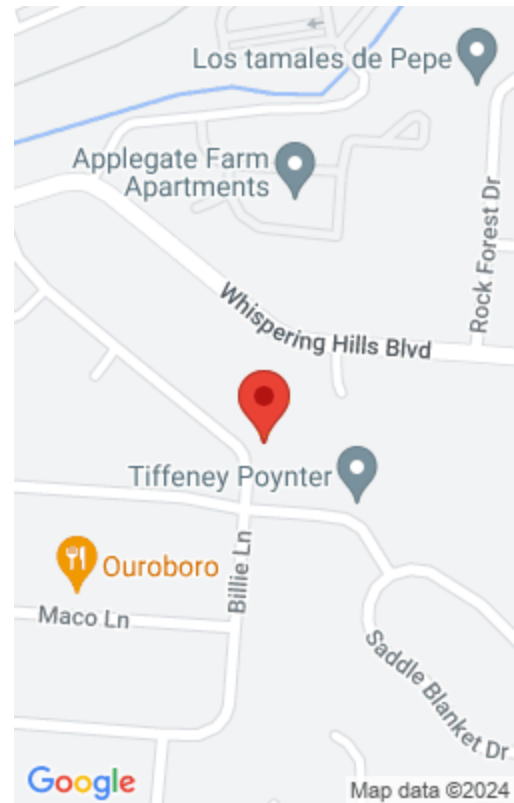 Los tamales de Pepe
Applegate Farm
Apartments
Rock Forest Dr
Whispering Hills Blvd
Tiffeney Poynter
Ouroboro
Billie Ln
Maco Ln
Saddle Blanket Dr
Google
Map data ©2024